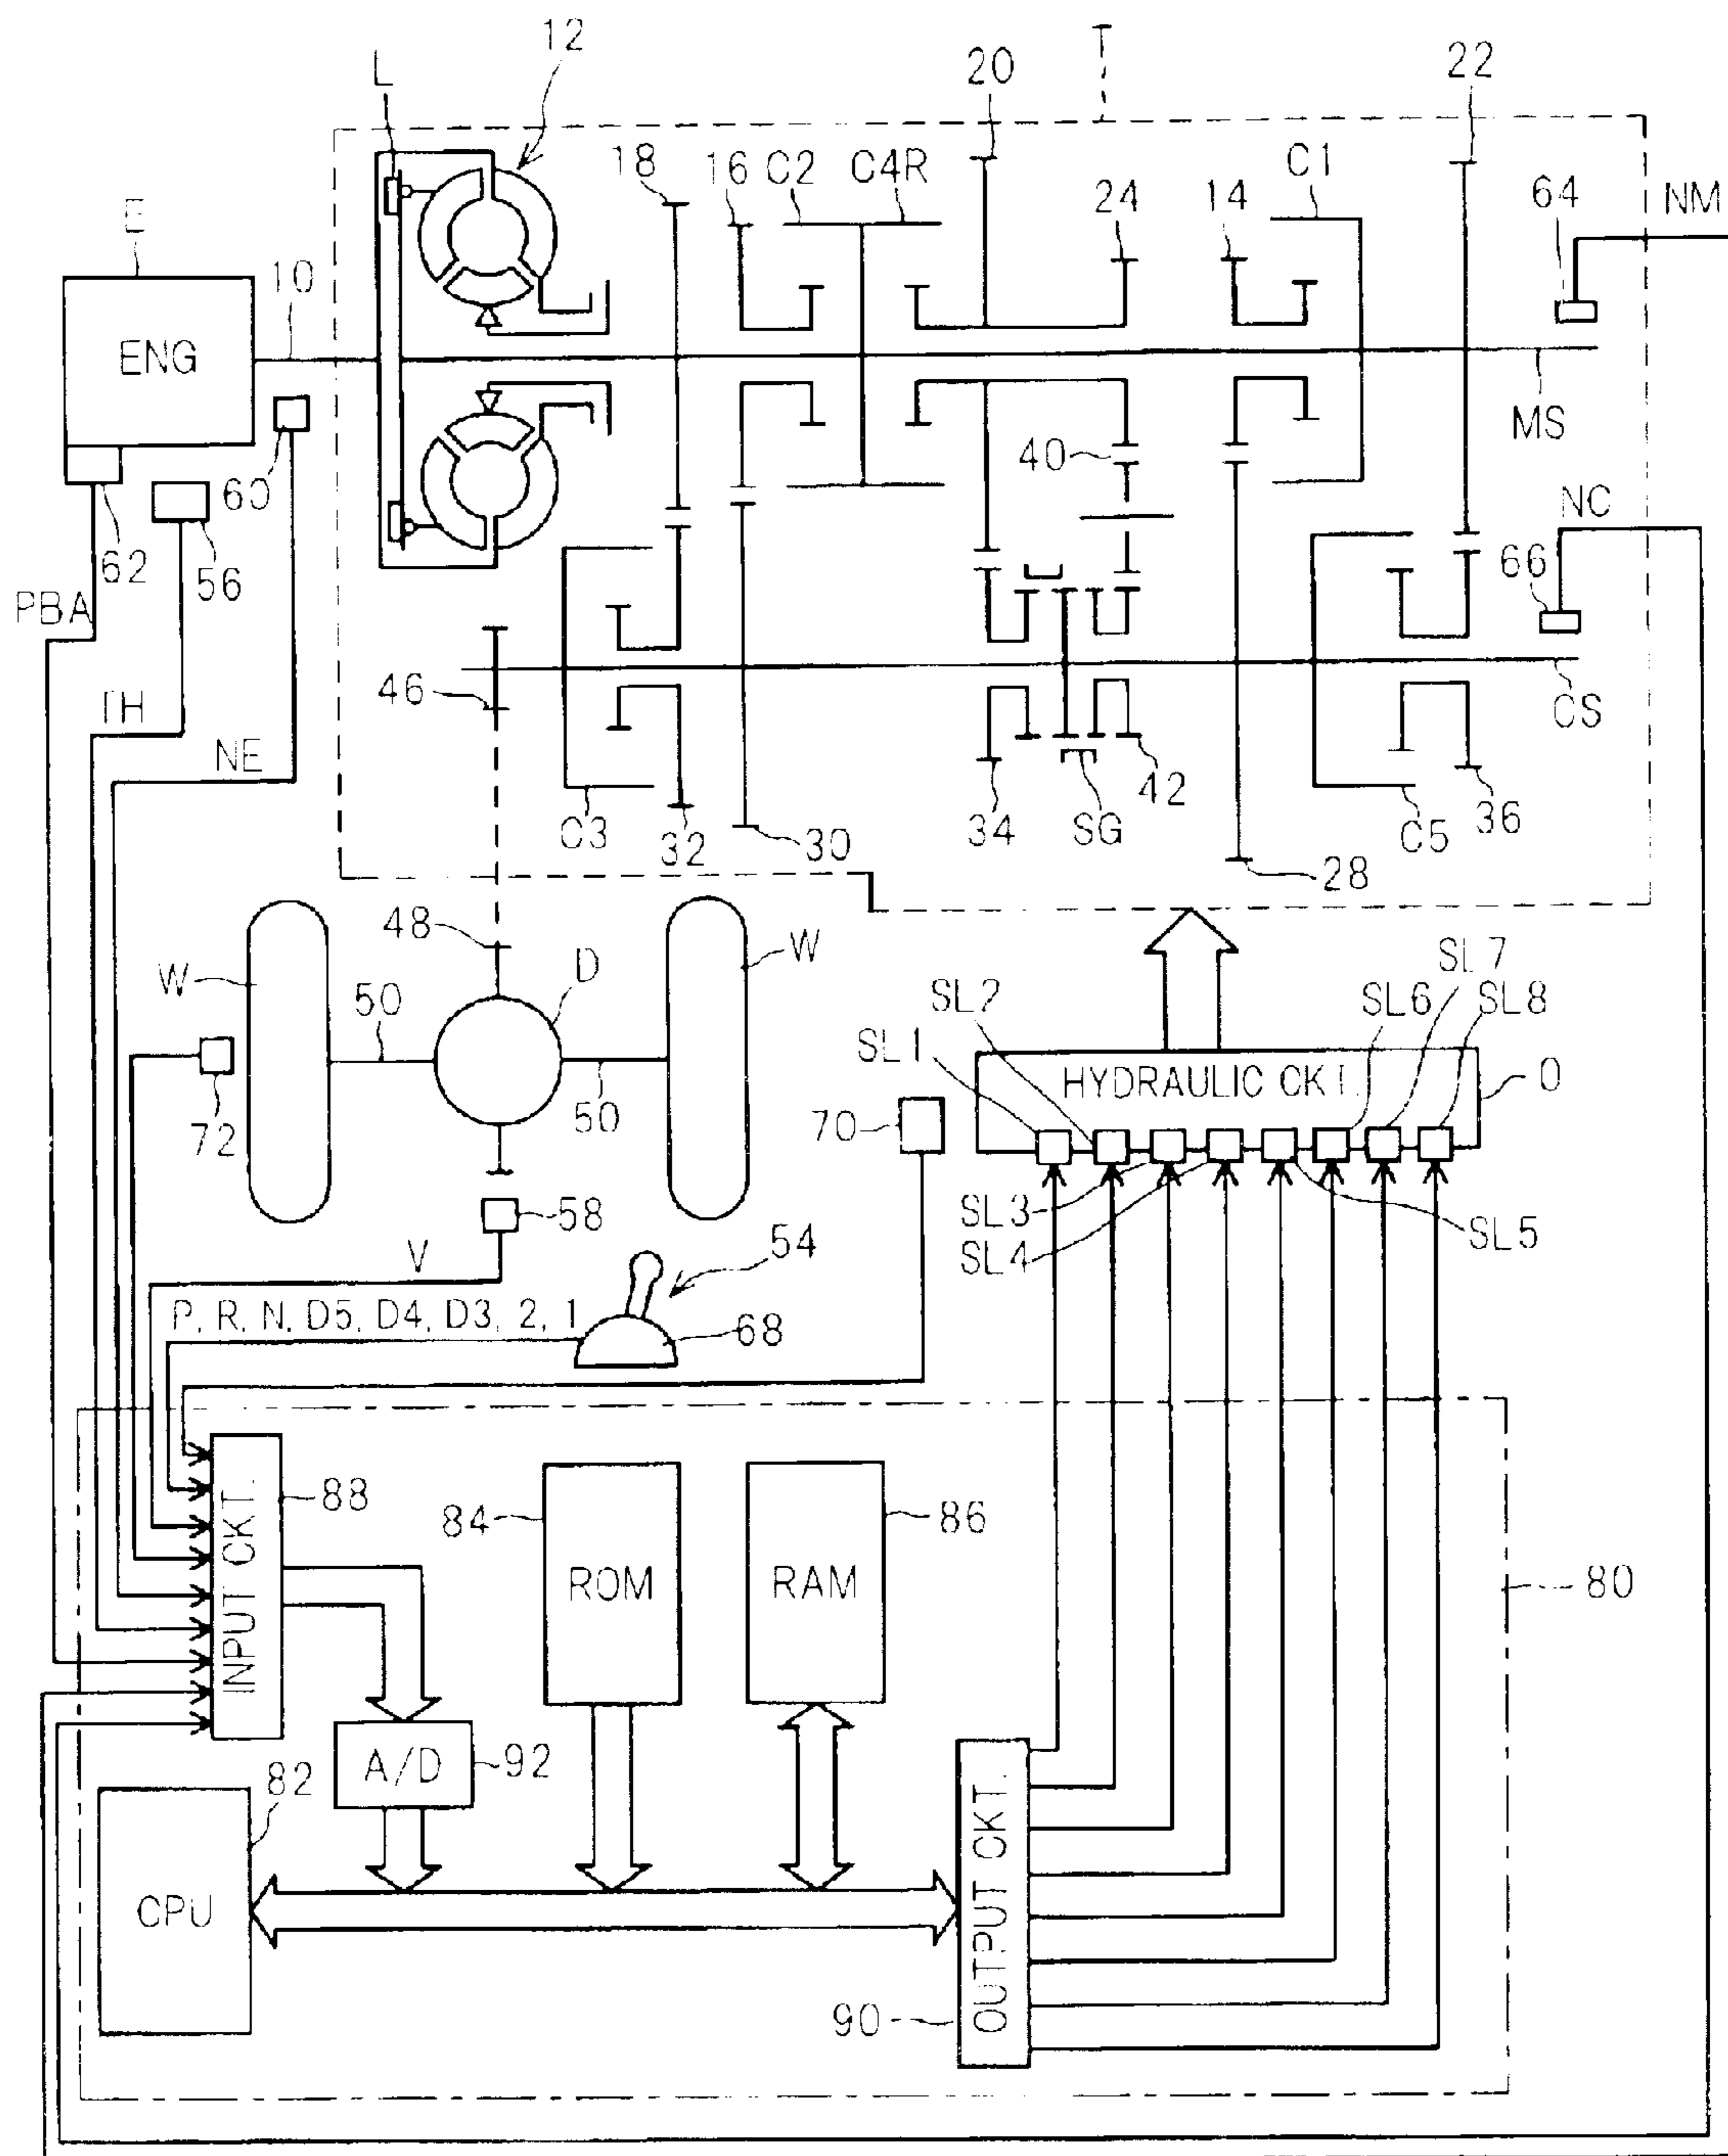 12
T
L
20
22
18
16
C2
C4R
24
14
C1
64
NM
E
10
ENG
MS
40
60
NC
62
56
66
PBA
46
TH
CS
NE
34
42
C3
32
30
SG
C5
36
28
48
D
W
W
SL7
SL2
SL6
SL8
50
SL1
HYDRAULIC CKT.
O
50
70
72
SL3
58
SL4
SL5
54
V
P, R, N, D5, D4, D3, 2, 1
68
88
84
86
INPUT CKT.
ROM
RAM
80
A/D
92
82
CPU
OUTPUT CKT.
90